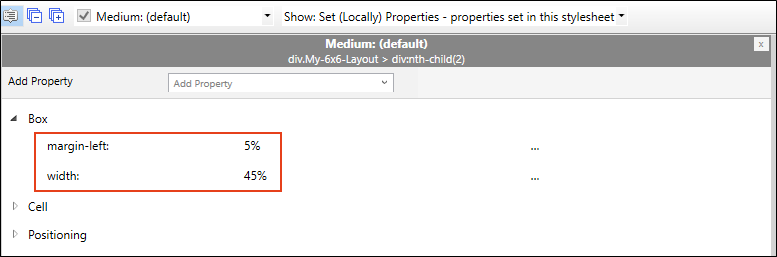 Medium: (default) Show: Set (Locally) Properties - properties set in this stylesheet
Medium: (default) x
div.My-6x6-Layout > div:nth-child(2)
Add Property Add Property
Box
margin-left: 5% ...
width: 45% ...
Cell
Positioning